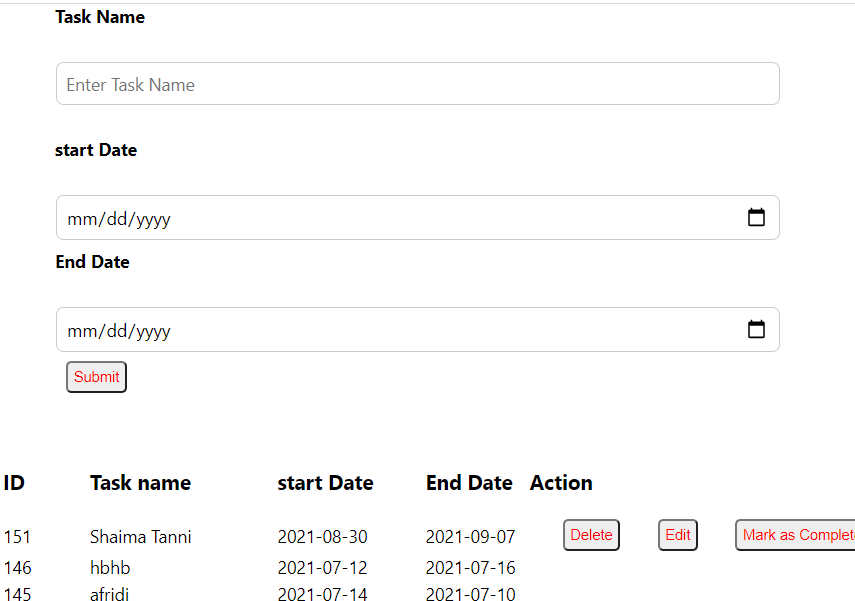 Task Name
Enter Task Name
start Date
mm/dd/yyyy
End Date
mm/dd/yyyy
Submit
ID Task name start Date End Date Action
151 Shaima Tanni 2021-08-30 2021-09-07 Delete Edit Mark as Complet
146 hbhb 2021-07-12 2021-07-16
145 afridi 2021-07-14 2021-07-10